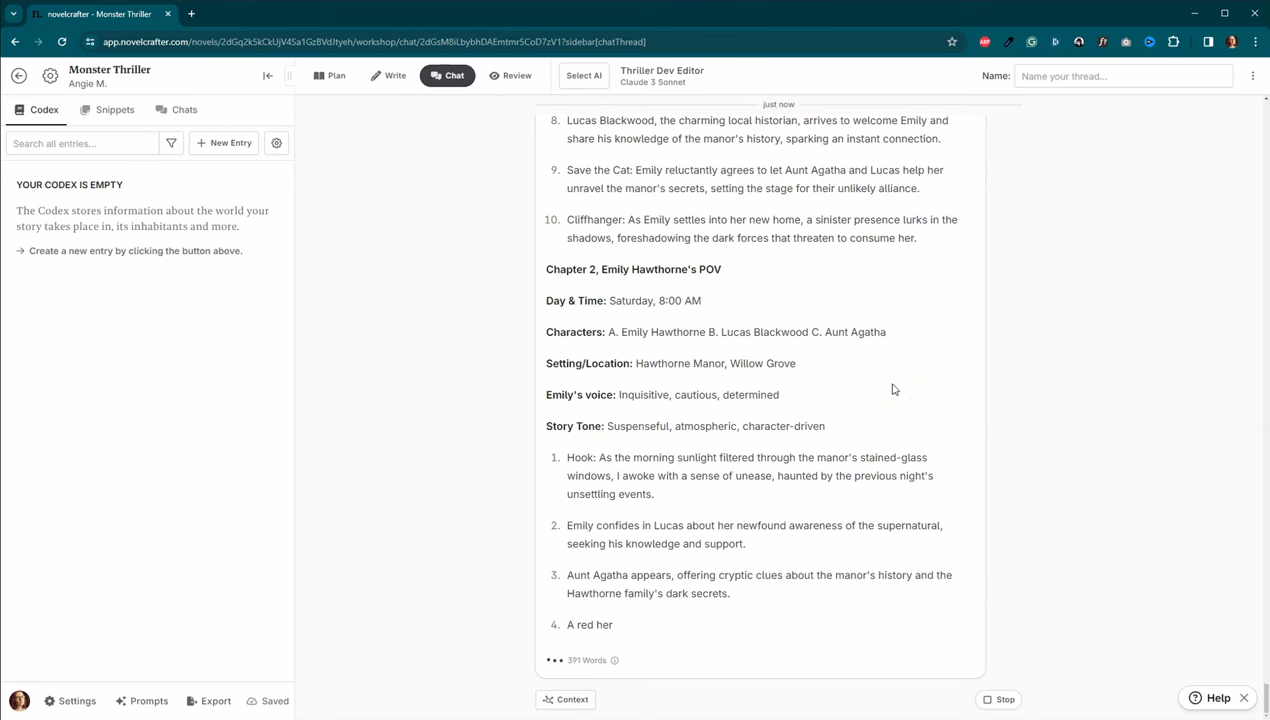 novelcrafter - Monster Thriller
app.novelcrafter.com/novels/2dGq2k5kCkUjV4Sa1GzBVdJtyeh/workshop/chat/2dGsM8iLbybhDAEmtmr5CoD7zV1?sidebar[chatThread]
Monster Thriller
Angie M.
Plan
Write
Chat
Review
Select AI
Thriller Dev Editor
Claude 3 Sonnet
Name:
Name your thread...
Codex
Snippets
Chats
Search all entries...
+ New Entry
YOUR CODEX IS EMPTY
The Codex stores information about the world your
story takes place in, its inhabitants and more.
→ Create a new entry by clicking the button above.
just now
8. Lucas Blackwood, the charming local historian, arrives to welcome Emily and
share his knowledge of the manor's history, sparking an instant connection.
9. Save the Cat: Emily reluctantly agrees to let Aunt Agatha and Lucas help her
unravel the manor's secrets, setting the stage for their unlikely alliance.
10. Cliffhanger: As Emily settles into her new home, a sinister presence lurks in the
shadows, foreshadowing the dark forces that threaten to consume her.
Chapter 2, Emily Hawthorne's POV
Day & Time: Saturday, 8:00 AM
Characters: A. Emily Hawthorne B. Lucas Blackwood C. Aunt Agatha
Setting/Location: Hawthorne Manor, Willow Grove
Emily's voice: Inquisitive, cautious, determined
Story Tone: Suspenseful, atmospheric, character-driven
1. Hook: As the morning sunlight filtered through the manor's stained-glass
windows, I awoke with a sense of unease, haunted by the previous night's
unsettling events.
2. Emily confides in Lucas about her newfound awareness of the supernatural,
seeking his knowledge and support.
3. Aunt Agatha appears, offering cryptic clues about the manor's history and the
Hawthorne family's dark secrets.
4. A red her
391 Words
Context
Stop
Settings
Prompts
Export
Saved
Help